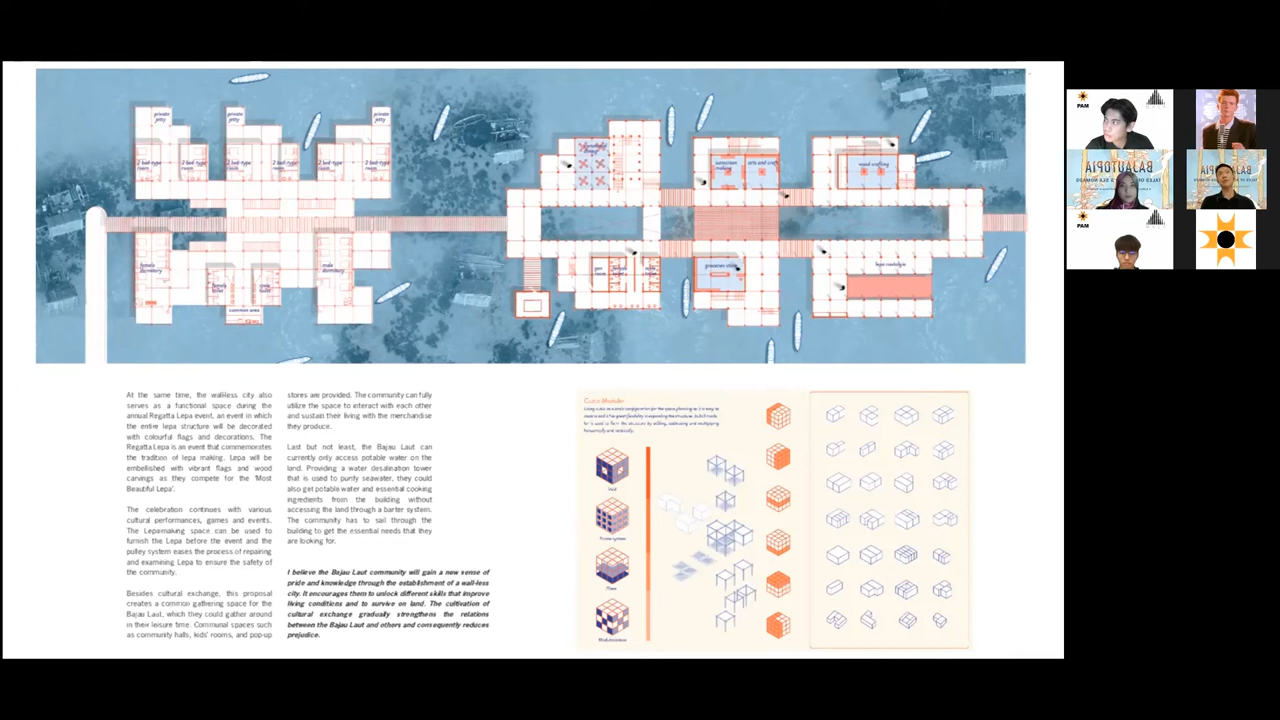 private
jetty
private
jetty
private
jetty
2 bed-type
room
2 bed-type
room
2 bed-type
room
2 bed-type
room
2 bed-type
room
2 bed-type
room
female
dormitory
male
dormitory
common area
arts and craft
wood crafting
lepa nostalgia
At the same time, the wall-less city also
serves as a functional space during the
annual Regatta Lepa event, an event in which
the entire lepa structure will be decorated
with colourful flags and decorations. The
Regatta Lepa is an event that commemorates
the tradition of lepa making. Lepa will be
embellished with vibrant flags and wood
carvings as they compete for the 'Most
Beautiful Lepa'.
The celebration continues with various
cultural performances, games and events.
The Lepa-making space can be used to
furnish the Lepa before the event and the
pulley system eases the process of repairing
and examining Lepa to ensure the safety of
the community.
Besides cultural exchange, this proposal
creates a common gathering space for the
Bajau Laut, which they could gather around
in their leisure time. Communal spaces such
as community halls, kids' rooms, and pop-up
stores are provided. The community can fully
utilize the space to interact with each other
and sustain their living with the merchandise
they produce.
Last but not least, the Bajau Laut can
currently only access potable water on the
land. Providing a water desalination tower
that is used to purify seawater, they could
also get potable water and essential cooking
ingredients from the building without
accessing the land through a barter system.
The community has to sail through the
building to get the essential needs that they
are looking for.
I believe the Bajau Laut community will gain a new sense of
pride and knowledge through the establishment of a wall-less
city. It encourages them to unlock different skills that improve
living conditions and to survive on land. The cultivation of
cultural exchange gradually strengthens the relations
between the Bajau Laut and others and consequently reduces
prejudice.
Cubic Modular
Frame system
PAM
PAM
BAJAUTOPIA
BAJAUTOPIA